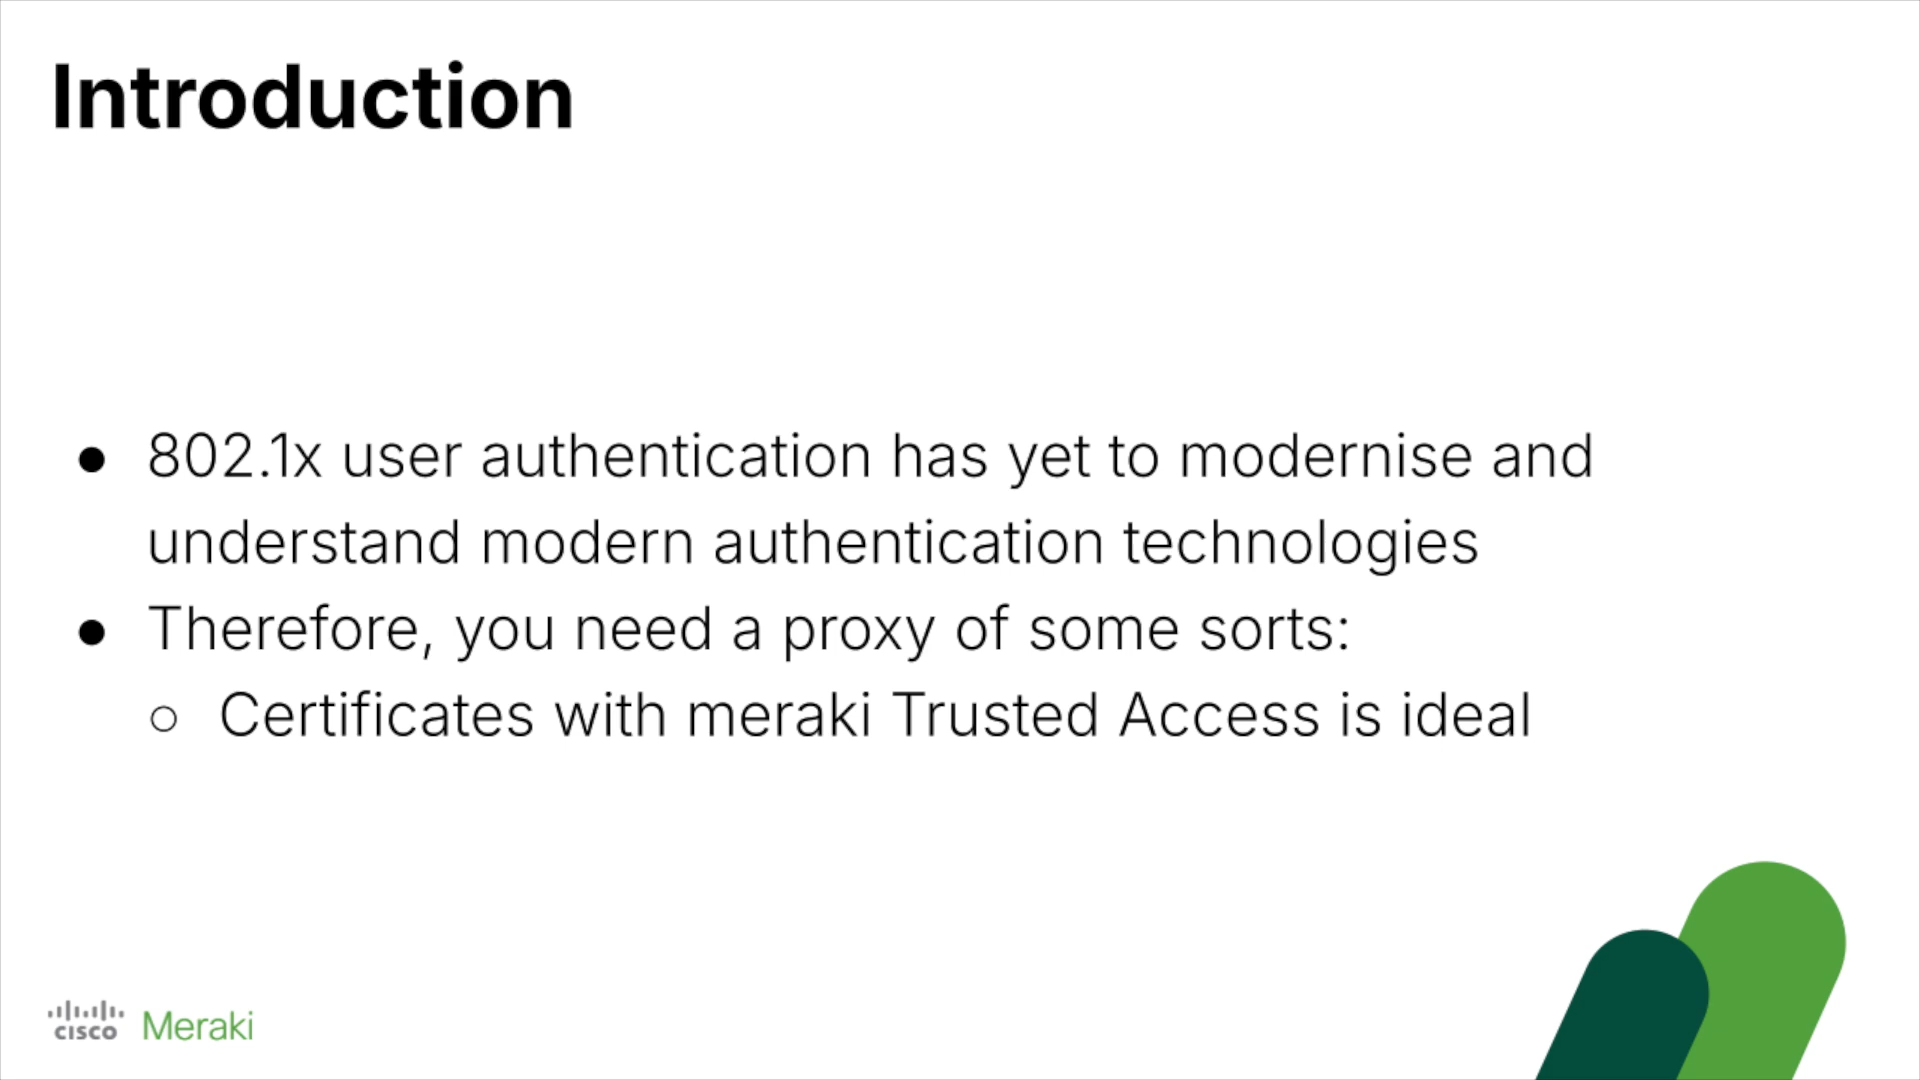 Introduction
● 802.1x user authentication has yet to modernise and
understand modern authentication technologies
● Therefore, you need a proxy of some sorts:
○ Certificates with meraki Trusted Access is ideal
cisco Meraki